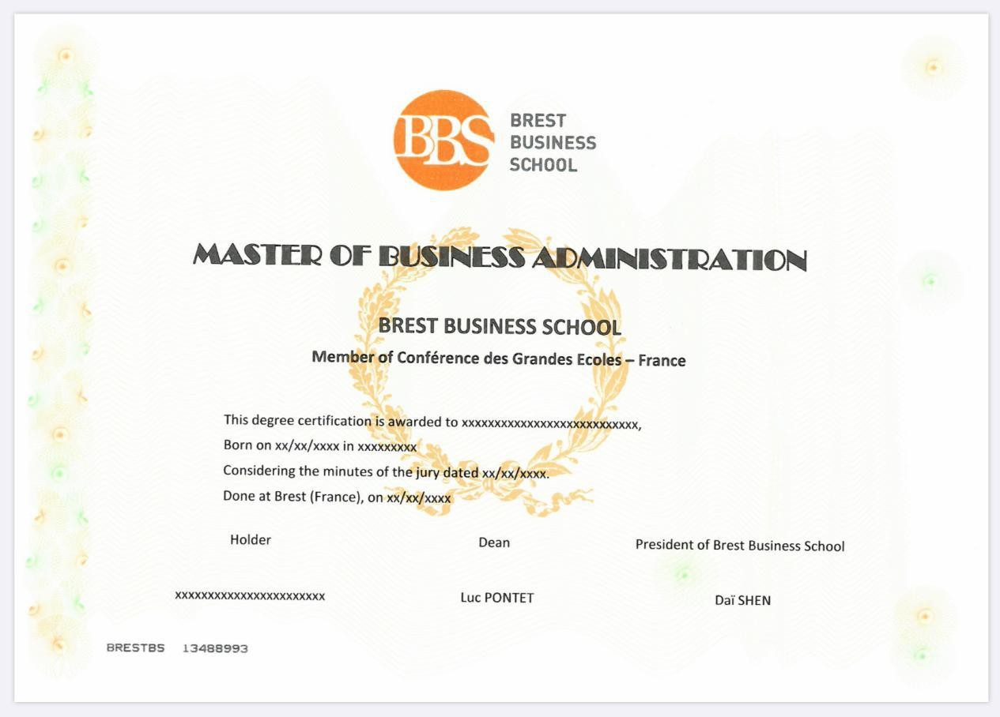 BBS
BREST
BUSINESS
SCHOOL
MASTER OF BUSINESS ADMINISTRATION
BREST BUSINESS SCHOOL
Member of Conférence des Grandes Ecoles – France
This degree certification is awarded to xxxxxxxxxxxxxxxxxxxxxxxxxxx,
Born on xx/xx/xxxx in xxxxxxxxx
Considering the minutes of the jury dated xx/xx/xxxx.
Done at Brest (France), on xx/xx/xxxx
Holder Dean President of Brest Business School
xxxxxxxxxxxxxxxxxxxxxxx Luc PONTET Daï SHEN
BRESTBS 13488993